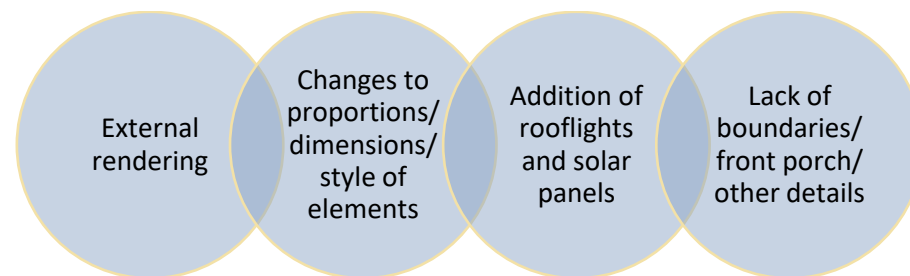 External
rendering
Changes to
proportions/
dimensions/
style of
elements
Addition of
rooflights
and solar
panels
Lack of
boundaries/
front porch/
other details